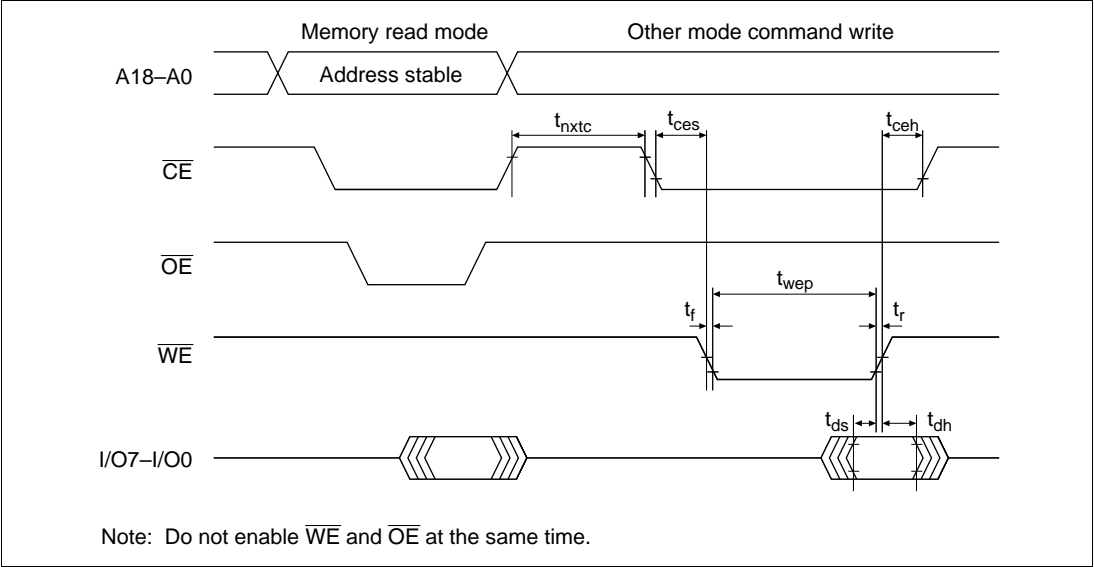 Memory read mode Other mode command write
A18–A0 Address stable
tnxtc tces tceh
CE
OE
twep
tf tr
WE
tds tdh
I/O7–I/O0
Note: Do not enable WE and OE at the same time.